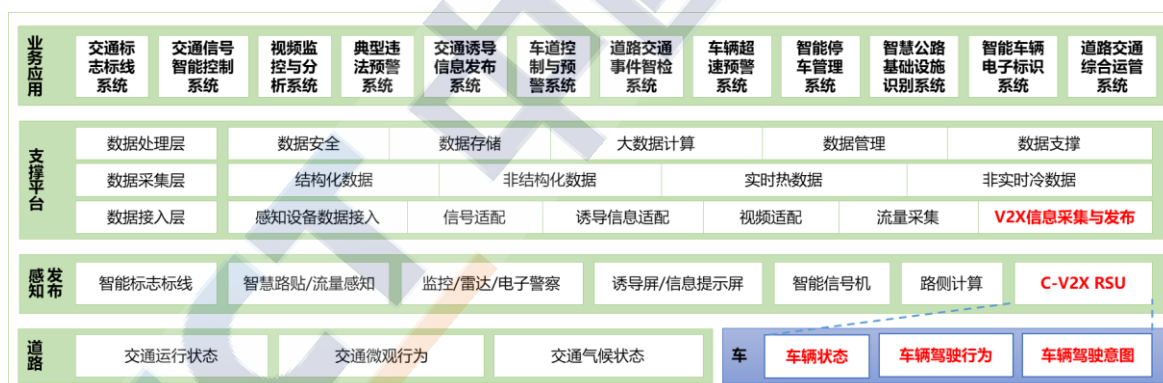 业务应用
交通标
志标线
系统
交通信号
智能控制
系统
视频监
控与分
析系统
典型违
法预警
系统
交通诱导
信息发布
系统
车道控
制与预
警系统
道路交通
事件智检
系统
车辆超
速预警
系统
智能停
车管理
系统
智慧公路
基础设施
识别系统
智能车辆
电子标识
系统
道路交通
综合运管
系统
支撑平台
数据处理层
数据安全
数据存储
大数据计算
数据管理
数据支撑
数据采集层
结构化数据
非结构化数据
实时热数据
非实时冷数据
数据接入层
感知设备数据接入
信号适配
诱导信息适配
视频适配
流量采集
V2X信息采集与发布
感知
发布
智能标志标线
智慧路贴/流量感知
监控/雷达/电子警察
诱导屏/信息提示屏
智能信号机
路侧计算
C-V2X RSU
道路
交通运行状态
交通微观行为
交通气候状态
车
车辆状态
车辆驾驶行为
车辆驾驶意图